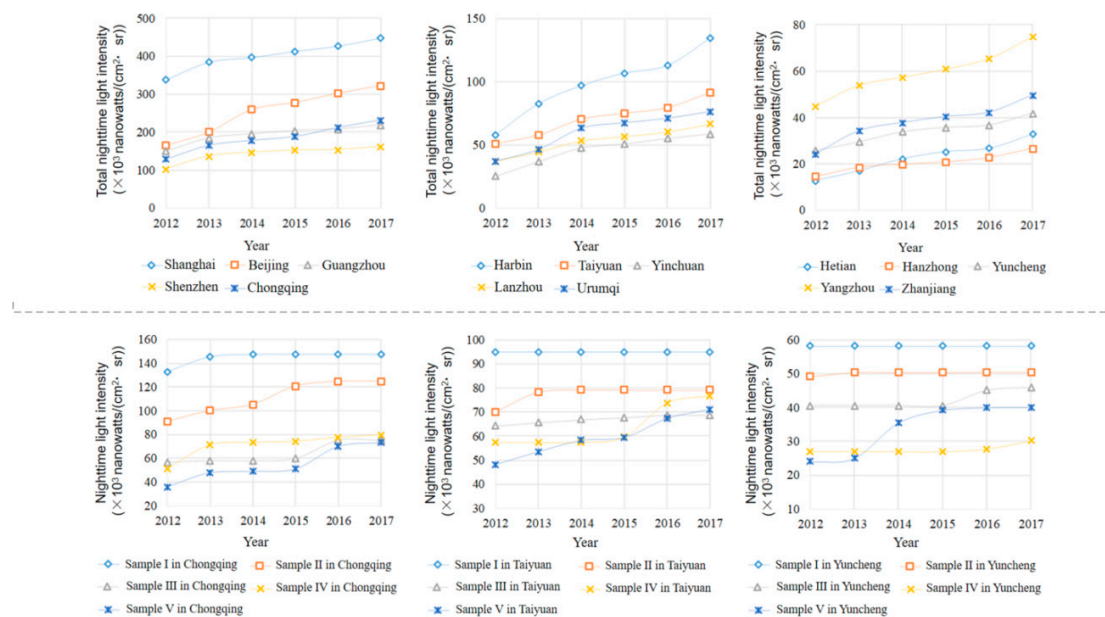 Total nighttime light intensity
(×10³ nanowatts/(cm²· sr))
500
400
300
200
100
0
2012 2013 2014 2015 2016 2017
Year
Shanghai Beijing Guangzhou
Shenzhen Chongqing
Total nighttime light intensity
(×10³ nanowatts/(cm²· sr))
150
100
50
0
2012 2013 2014 2015 2016 2017
Year
Harbin Taiyuan Yinchuan
Lanzhou Urumqi
Total nighttime light intensity
(×10³ nanowatts/(cm²· sr))
80
60
40
20
0
2012 2013 2014 2015 2016 2017
Year
Hetian Hanzhong Yuncheng
Yangzhou Zhanjiang
Nighttime light intensity
(×10³ nanowatts/(cm²· sr))
160
140
120
100
80
60
40
20
2012 2013 2014 2015 2016 2017
Year
Sample I in Chongqing Sample II in Chongqing
Sample III in Chongqing Sample IV in Chongqing
Sample V in Chongqing
Nighttime light intensity
(×10³ nanowatts/(cm²· sr))
100
90
80
70
60
50
40
30
2012 2013 2014 2015 2016 2017
Year
Sample I in Taiyuan Sample II in Taiyuan
Sample III in Taiyuan Sample IV in Taiyuan
Sample V in Taiyuan
Nighttime light intensity
(×10³ nanowatts/(cm²· sr))
60
50
40
30
20
10
2012 2013 2014 2015 2016 2017
Year
Sample I in Yuncheng Sample II in Yuncheng
Sample III in Yuncheng Sample IV in Yuncheng
Sample V in Yuncheng